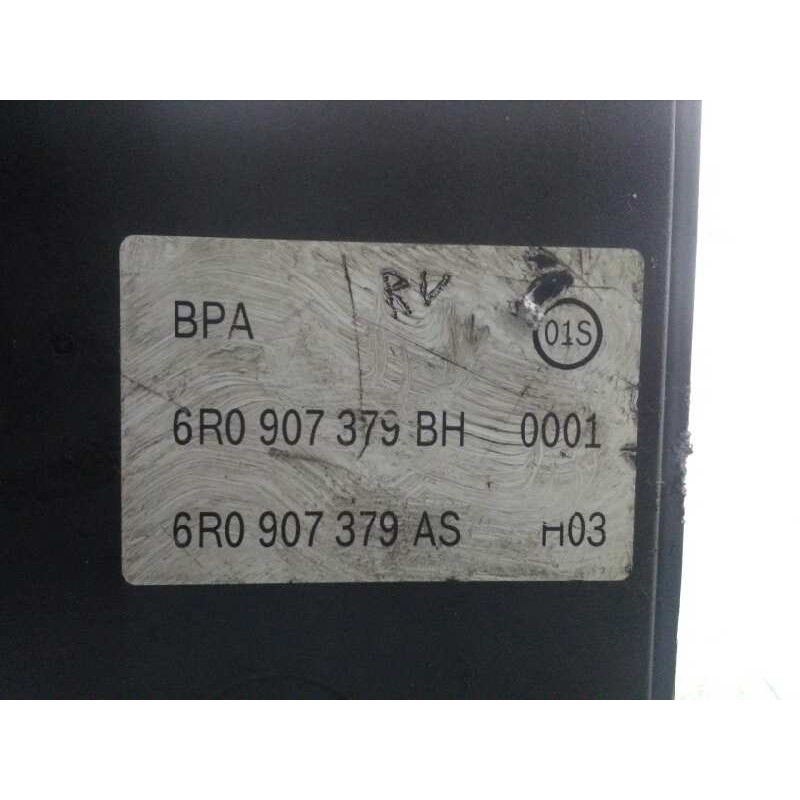 RV
BPA 01S
6R0 907 379 BH 0001
6R0 907 379 AS H03